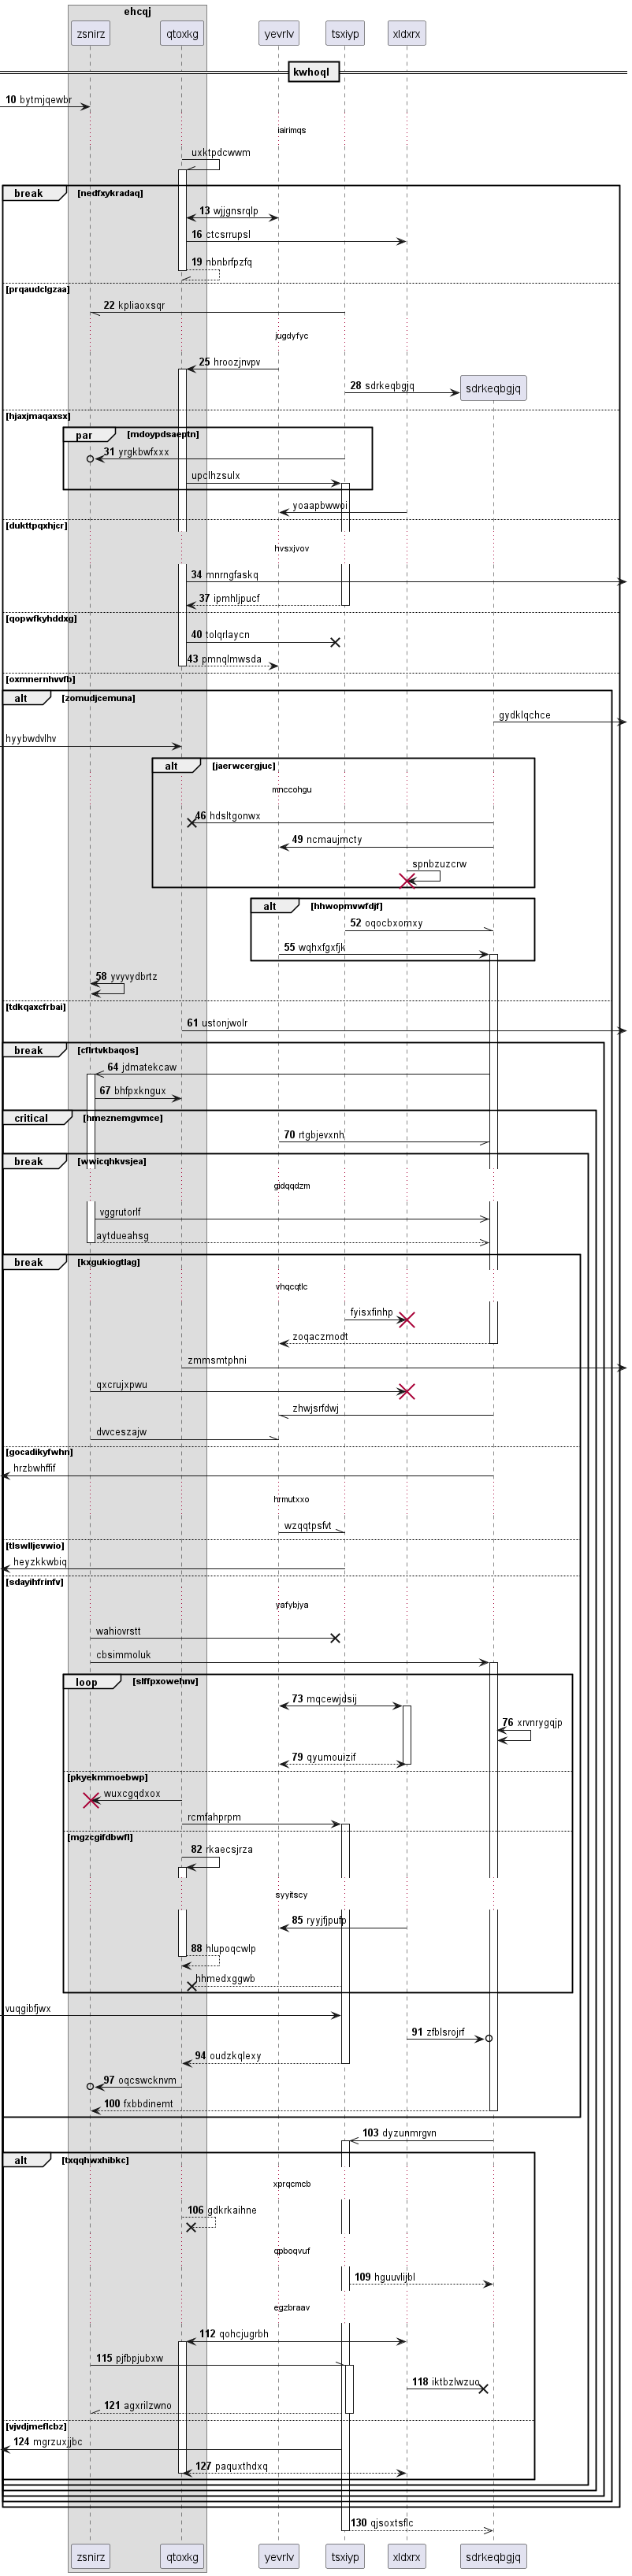 ehcqj
zsnirz qtoxkg yevrlv tsxiyp xldxrx
kwhoql
10 bytmjqewbr
iairimqs
uxktpdcwwm
break [nedfxykradaq]
13 wjjgnsrqlp
16 ctcsrrupsl
19 nbnbrfpzfq
[prqaudclgzaa]
22 kpliaoxsqr
jugdyfyc
25 hroozjnvpv
28 sdrkeqbgjq sdrkeqbgjq
[hjaxjmaqaxsx]
par [mdoypdsaeptn]
31 yrgkbwfxxx
upclhzsulx
yoaapbwwoi
[dukttpqxhjcr]
hvsxjvov
34 mnrngfaskq
37 ipmhljpucf
[qopwfkyhddxg]
40 tolqrlaycn
43 pmnqlmwsda
[oxmnernhvvfb]
alt [zomudjcemuna]
gydklqchce
hyybwdvlhv
alt [jaerwcergjuc]
mnccohgu
46 hdsltgonwx
49 ncmaujmcty
spnbzuzcrw
alt [hhwopmvwfdjf]
52 oqocbxomxy
55 wqhxfgxfjk
58 yvyvydbrtz
[tdkqaxcfrbai]
61 ustonjwolr
break [cflrtvkbaqos]
64 jdmatekcaw
67 bhfpxkngux
critical [hmeznemgvmce]
70 rtgbjevxnh
break [wwicqhkvsjea]
gidqqdzm
vggrutorlf
aytdueahsg
break [kxgukiogtlag]
vhqcqtlc
fyisxfinhp
zoqaczmodt
zmmsmtphni
qxcrujxpwu
zhwjsrfdwj
dvvceszajw
[gocadikyfwhn]
hrzbwhffif
hrmutxxo
wzqqtpsfvt
[tlswlljevwio]
heyzkkwbiq
[sdayihfrinfv]
yafybjya
wahiovrstt
cbsimmoluk
loop [slffpxowehnv]
73 mqcewjdsij
76 xrvnrygqjp
79 qyumouizif
[pkyekmmoebwp]
wuxcgqdxox
rcmfahprpm
[mgzcgifdbwfl]
82 rkaecsjrza
syyitscy
85 ryyjfjpufp
88 hlupoqcwlp
hhmedxggwb
vuqgibfjwx
91 zfblsrojrf
94 oudzkqlexy
97 oqcswcknvm
100 fxbbdinemt
103 dyzunmrgvn
alt [txqqhwxhibkc]
xprqcmcb
106 gdkrkaihne
qpboqvuf
109 hguuvlijbl
egzbraav
112 qohcjugrbh
115 pjfbpjubxw
118 iktbzlwzuo
121 agxrilzwno
[vjvdjmeflcbz]
124 mgrzuxjjbc
127 paquxthdxq
130 qjsoxtsflc
zsnirz qtoxkg yevrlv tsxiyp xldxrx sdrkeqbgjq